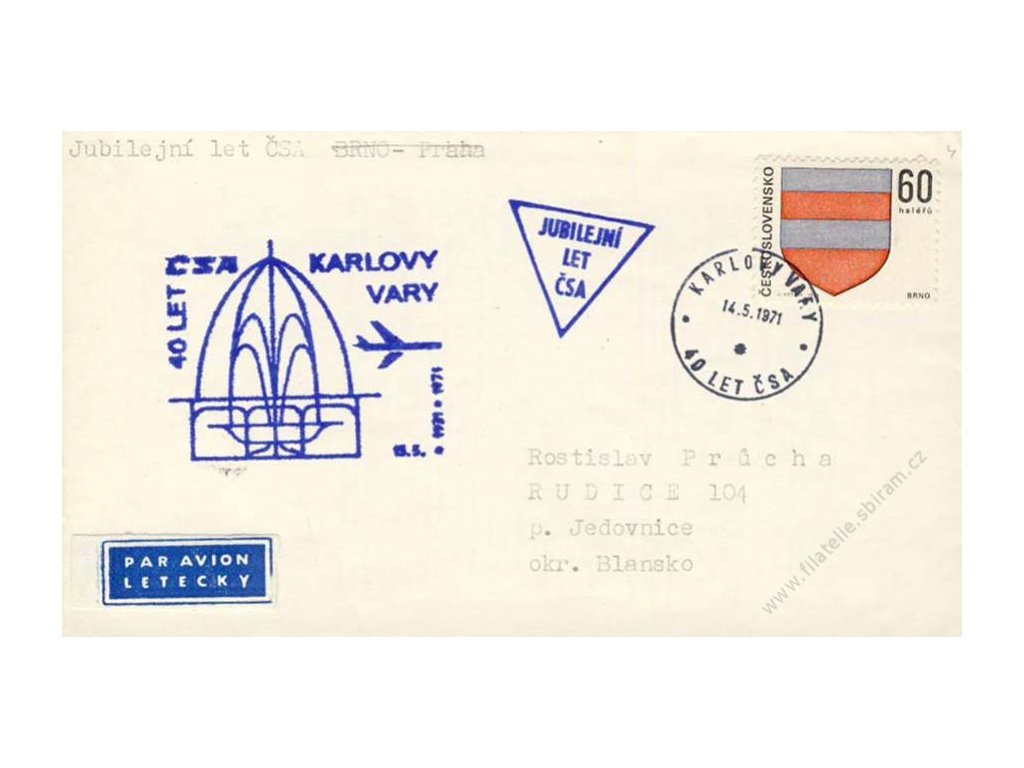 Jubilejní let ČSA BRNO- Praha
ČESKOSLOVENSKO
60
haléřů
BRNO
ČSA
40 LET
KARLOVY
VARY
1931 * 1971
15.5.
JUBILEJNÍ
LET
ČSA
KARLOVY VARY
14.5.1971
40 LET ČSA
Rostislav Průcha
RUDICE 104
p. Jedovnice
okr. Blansko
PAR AVION
LETECKY
www.filatelie.sbiram.cz